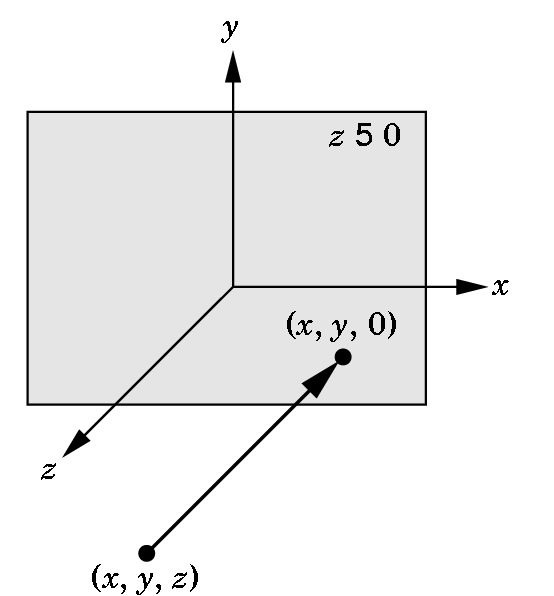 y
z 5 0
x
(x, y, 0)
z
(x, y, z)